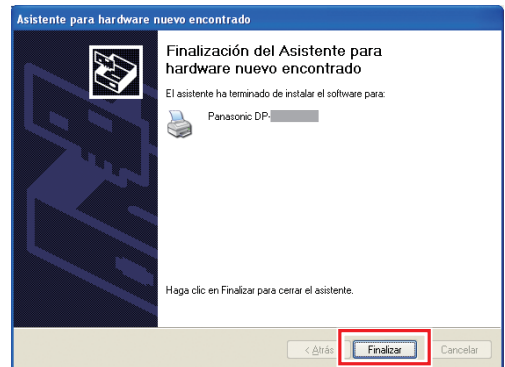 Asistente para hardware nuevo encontrado
Finalización del Asistente para
hardware nuevo encontrado
El asistente ha terminado de instalar el software para:
Panasonic DP-
Haga clic en Finalizar para cerrar el asistente.
< Atrás
Finalizar
Cancelar